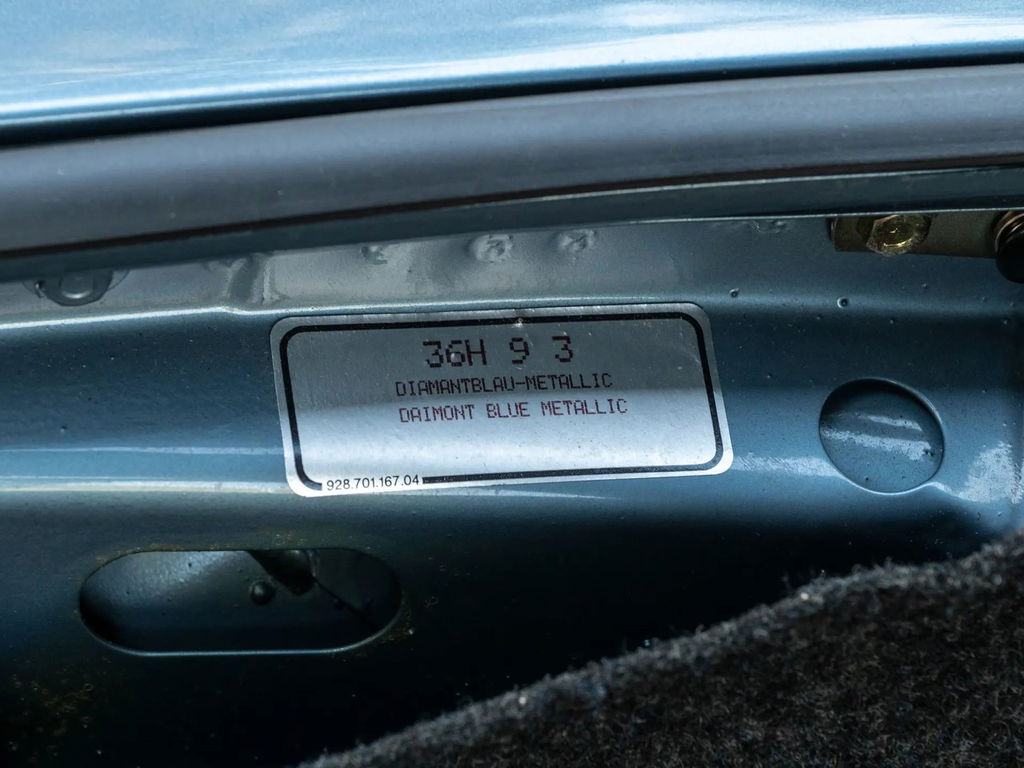 36H 9 3
DIAMANTBLAU-METALLIC
DAIMONT BLUE METALLIC
928.701.167.04